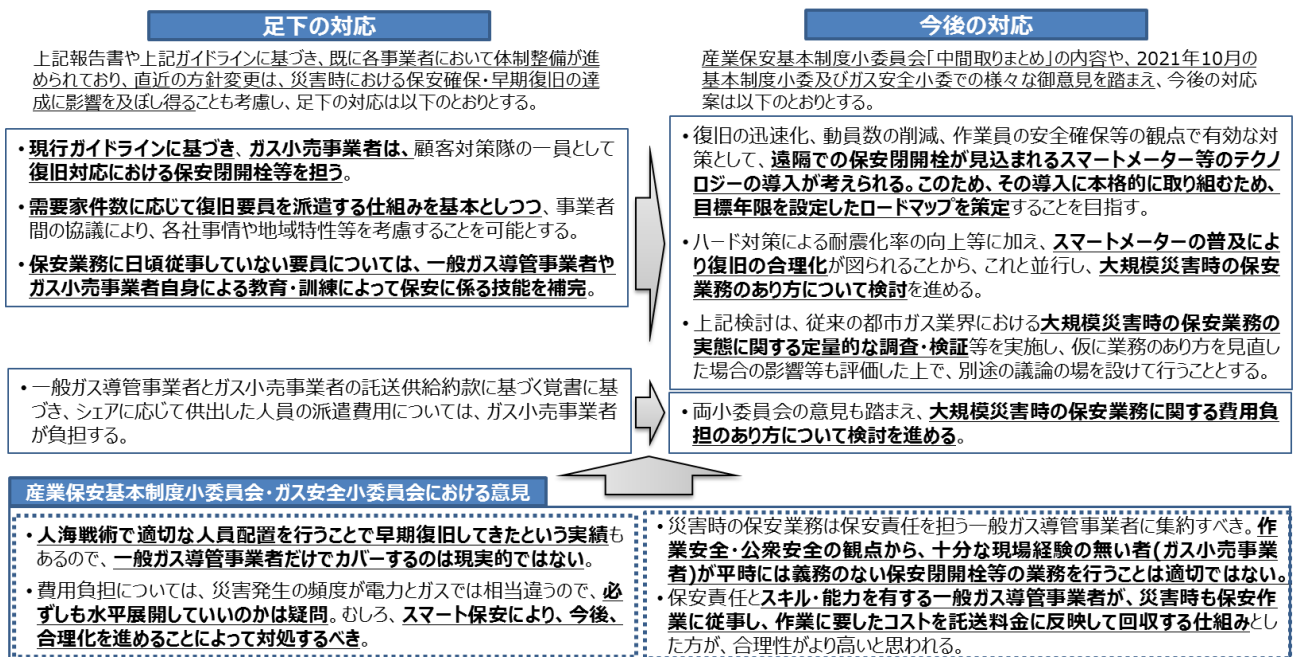 足下の対応
上記報告書や上記ガイドラインに基づき、既に各事業者において体制整備が進
められており、直近の方針変更は、災害時における保安確保・早期復旧の達
成に影響を及ぼし得ることも考慮し、足下の対応は以下のとおりとする。
・現行ガイドラインに基づき、ガス小売事業者は、顧客対策隊の一員として
復旧対応における保安閉開栓等を担う。
・需要家件数に応じて復旧要員を派遣する仕組みを基本としつつ、事業者
間の協議により、各社事情や地域特性等を考慮することを可能とする。
・保安業務に日頃従事していない要員については、一般ガス導管事業者や
ガス小売事業者自身による教育・訓練によって保安に係る技能を補完。
・一般ガス導管事業者とガス小売事業者の託送供給約款に基づく覚書に基
づき、シェアに応じて供出した人員の派遣費用については、ガス小売事業者
が負担する。
今後の対応
産業保安基本制度小委員会「中間取りまとめ」の内容や、2021年10月の
基本制度小委及びガス安全小委での様々な御意見を踏まえ、今後の対応
案は以下のとおりとする。
・復旧の迅速化、動員数の削減、作業員の安全確保等の観点で有効な対
策として、遠隔での保安閉開栓が見込まれるスマートメーター等のテクノ
ロジーの導入が考えられる。このため、その導入に本格的に取り組むため、
目標年限を設定したロードマップを策定することを目指す。
・ハード対策による耐震化率の向上等に加え、スマートメーターの普及によ
り復旧の合理化が図られることから、これと並行し、大規模災害時の保安
業務のあり方について検討を進める。
・上記検討は、従来の都市ガス業界における大規模災害時の保安業務の
実態に関する定量的な調査・検証等を実施し、仮に業務のあり方を見直し
た場合の影響等も評価した上で、別途の議論の場を設けて行うこととする。
・両小委員会の意見も踏まえ、大規模災害時の保安業務に関する費用負
担のあり方について検討を進める。
産業保安基本制度小委員会・ガス安全小委員会における意見
・人海戦術で適切な人員配置を行うことで早期復旧してきたという実績も
あるので、一般ガス導管事業者だけでカバーするのは現実的ではない。
・費用負担については、災害発生の頻度が電力とガスでは相当違うので、必
ずしも水平展開していいのかは疑問。むしろ、スマート保安により、今後、
合理化を進めることによって対処するべき。
・災害時の保安業務は保安責任を担う一般ガス導管事業者に集約すべき。作
業安全・公衆安全の観点から、十分な現場経験の無い者(ガス小売事業
者)が平時には義務のない保安閉開栓等の業務を行うことは適切ではない。
・保安責任とスキル・能力を有する一般ガス導管事業者が、災害時も保安作
業に従事し、作業に要したコストを託送料金に反映して回収する仕組みとし
た方が、合理性がより高いと思われる。